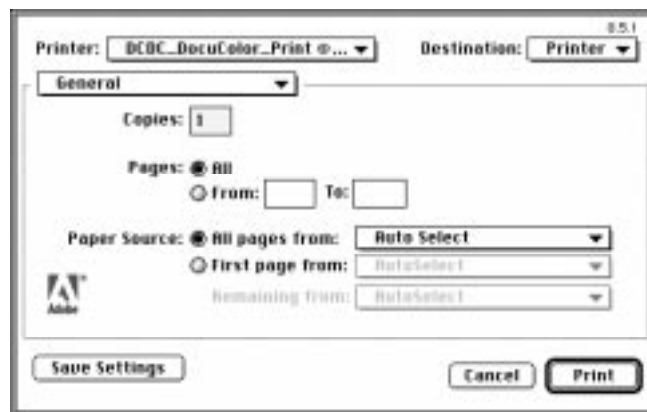 8.5.1
Printer: DCDC_DocuColor_Print @... Destination: Printer
General
Copies: 1
Pages: All
From: To:
Paper Source: All pages from: Auto Select
First page from: AutoSelect
Remaining from: AutoSelect
Adobe
Save Settings Cancel Print